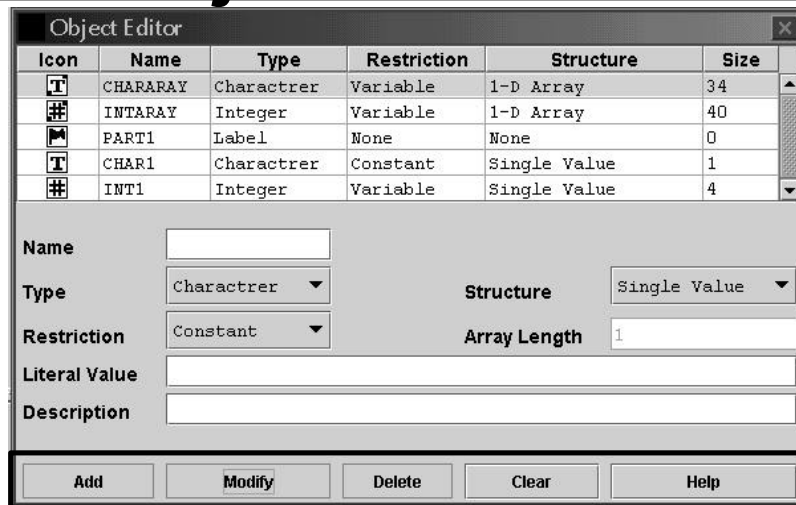 Object Editor
Icon Name Type Restriction Structure Size
T CHARARAY Charactrer Variable 1-D Array 34
# INTARAY Integer Variable 1-D Array 40
PART1 Label None None 0
T CHAR1 Charactrer Constant Single Value 1
# INT1 Integer Variable Single Value 4
Name
Type Charactrer Structure Single Value
Restriction Constant Array Length 1
Literal Value
Description
Add Modify Delete Clear Help